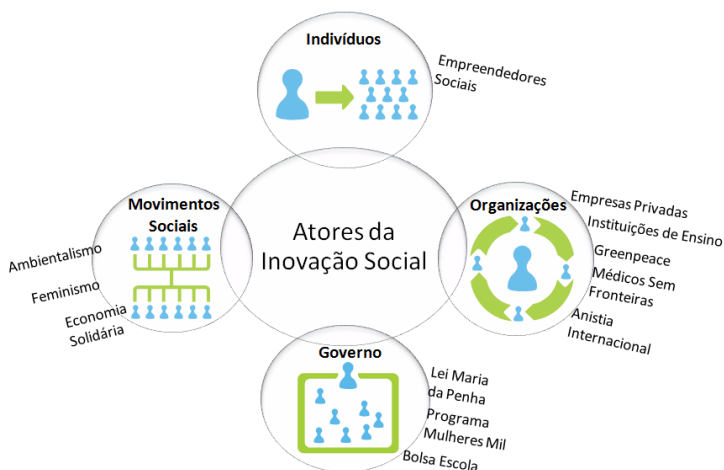 Indivíduos
Empreendedores
Sociais
Movimentos
Sociais
Ambientalismo
Feminismo
Economia
Solidária
Atores da
Inovação Social
Organizações
Empresas Privadas
Instituições de Ensino
Greenpeace
Médicos Sem
Fronteiras
Anistia
Internacional
Governo
Lei Maria
da Penha
Programa
Mulheres Mil
Bolsa Escola